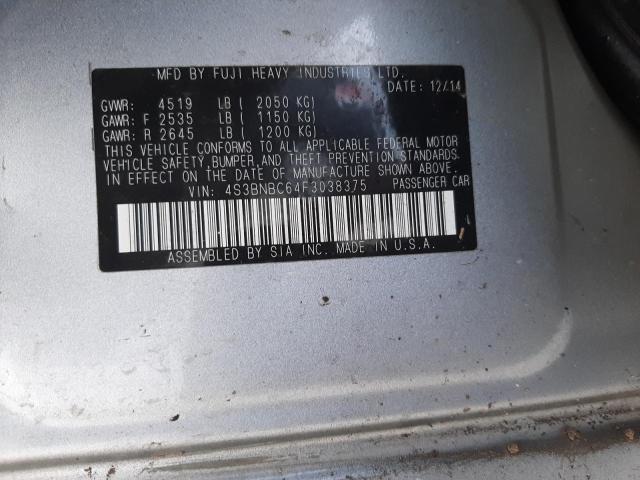 MFD BY FUJI HEAVY INDUSTRIES LTD.
DATE: 12/14
GVWR: 4519 LB ( 2050 KG)
GAWR: F 2535 LB ( 1150 KG)
GAWR: R 2645 LB ( 1200 KG)
THIS VEHICLE CONFORMS TO ALL APPLICABLE FEDERAL MOTOR
VEHICLE SAFETY, BUMPER, AND THEFT PREVENTION STANDARDS
IN EFFECT ON THE DATE OF MANUFACTURE SHOWN ABOVE.
VIN: 4S3BNBC64F3038375 PASSENGER CAR
ASSEMBLED BY SIA INC. MADE IN U.S.A.